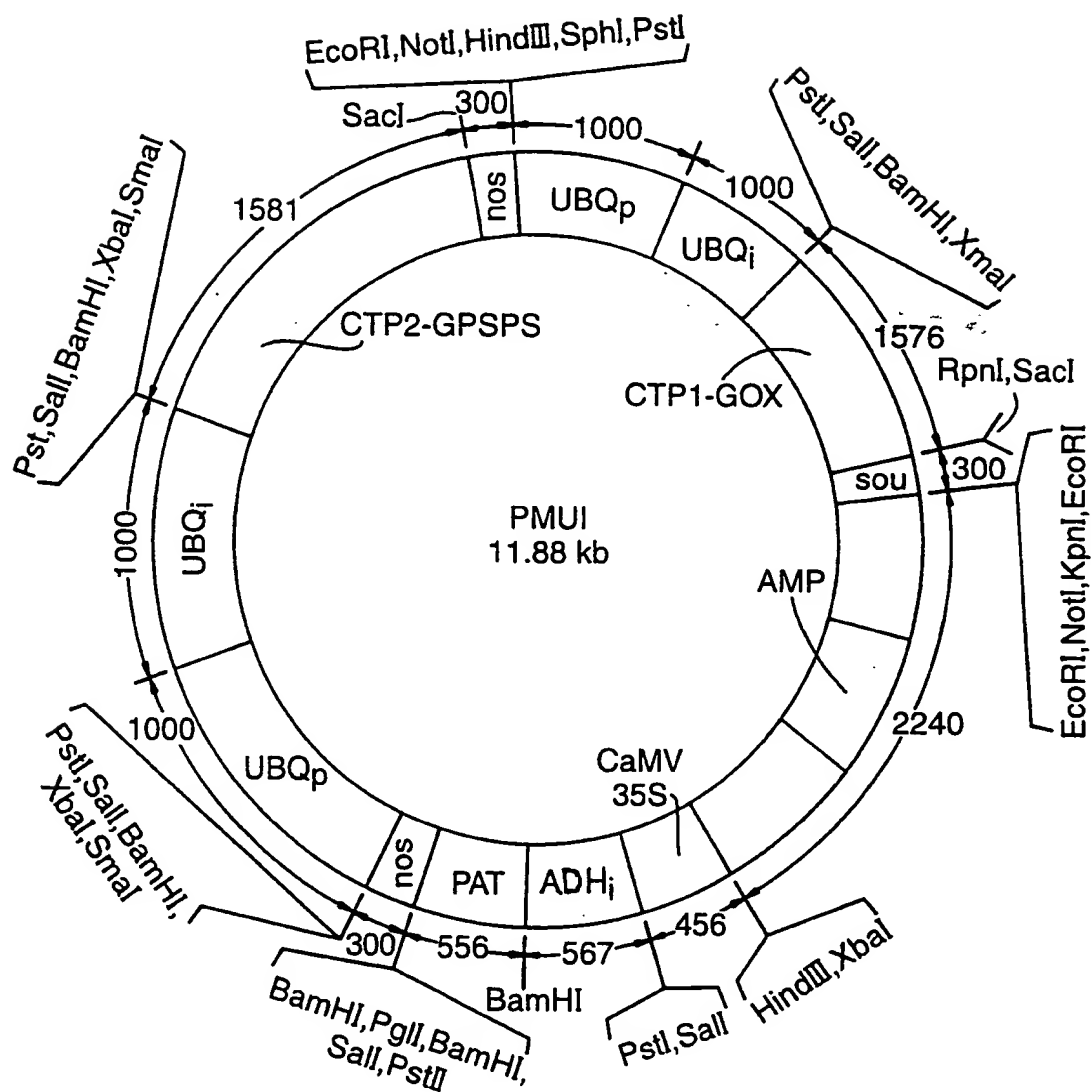 EcoRI,NotI,HindIII,SphI,PstI
SacI
300
1000
1000
PstI,SalI,BamHI,XmaI
1581
nos
UBQp
UBQi
Pst,SalI,BamHI,XbaI,SmaI
CTP2-GPSPS
CTP1-GOX
1576
RpnI,SacI
300
sou
EcoRI,NotI,KpnI,EcoRI
1000
UBQi
PMUI
11.88 kb
AMP
2240
1000
UBQp
CaMV
35S
PstI,SalI,BamHI,
XbaI,SmaI
nos
PAT
ADHi
300
556
567
456
BamHI
HindIII,XbaI
PstI,SalI
BamHI,PglI,BamHI,
SalI,PstII